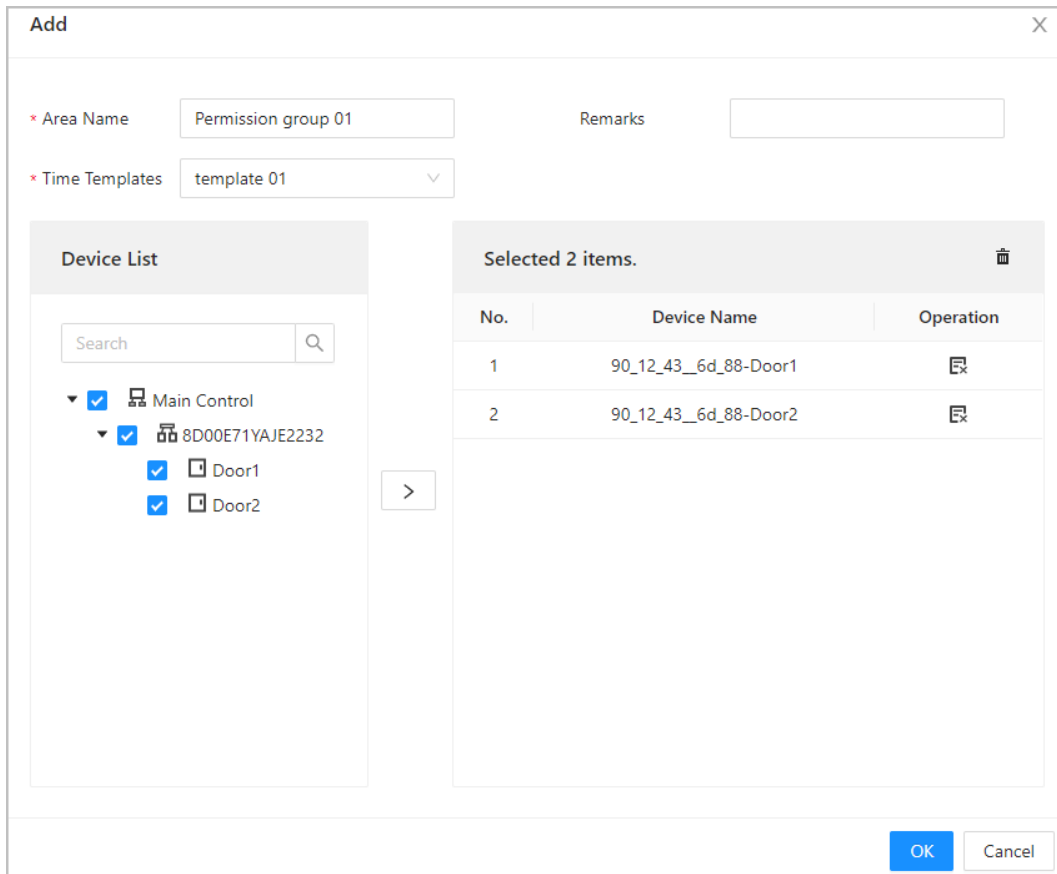 Add
* Area Name Permission group 01 Remarks
* Time Templates template 01
Device List
Search
Main Control
8D00E71YAJE2232
Door1
Door2
>
Selected 2 items.
No. Device Name Operation
1 90_12_43__6d_88-Door1
2 90_12_43__6d_88-Door2
OK Cancel